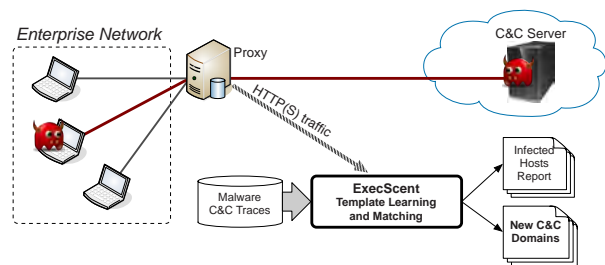 Enterprise Network
Proxy
C&C Server
HTTP(S) traffic
Malware
C&C Traces
ExecScent
Template Learning
and Matching
Infected
Hosts
Report
New C&C
Domains